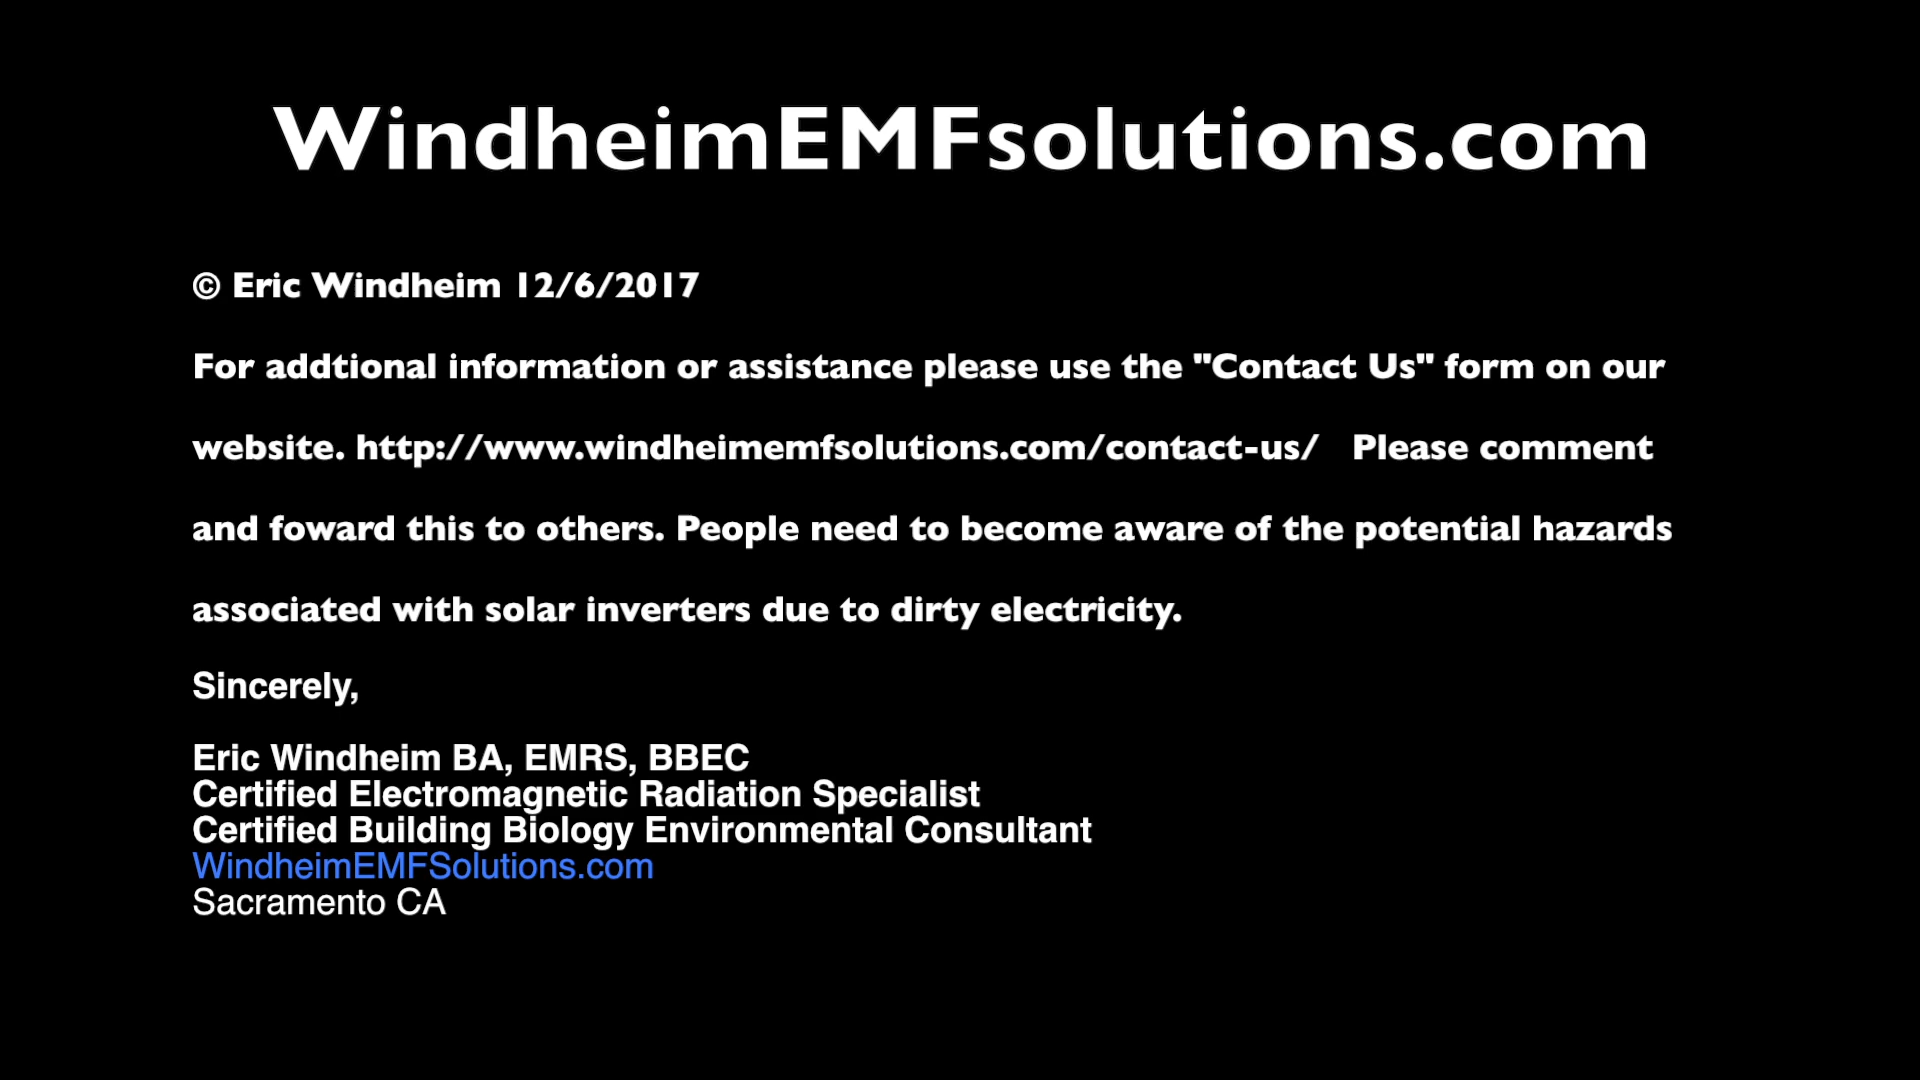 WindheimEMFsolutions.com
© Eric Windheim 12/6/2017
For addtional information or assistance please use the "Contact Us" form on our
website. http://www.windheimemfsolutions.com/contact-us/   Please comment
and foward this to others. People need to become aware of the potential hazards
associated with solar inverters due to dirty electricity.
Sincerely,
Eric Windheim BA, EMRS, BBEC
Certified Electromagnetic Radiation Specialist
Certified Building Biology Environmental Consultant
WindheimEMFSolutions.com
Sacramento CA